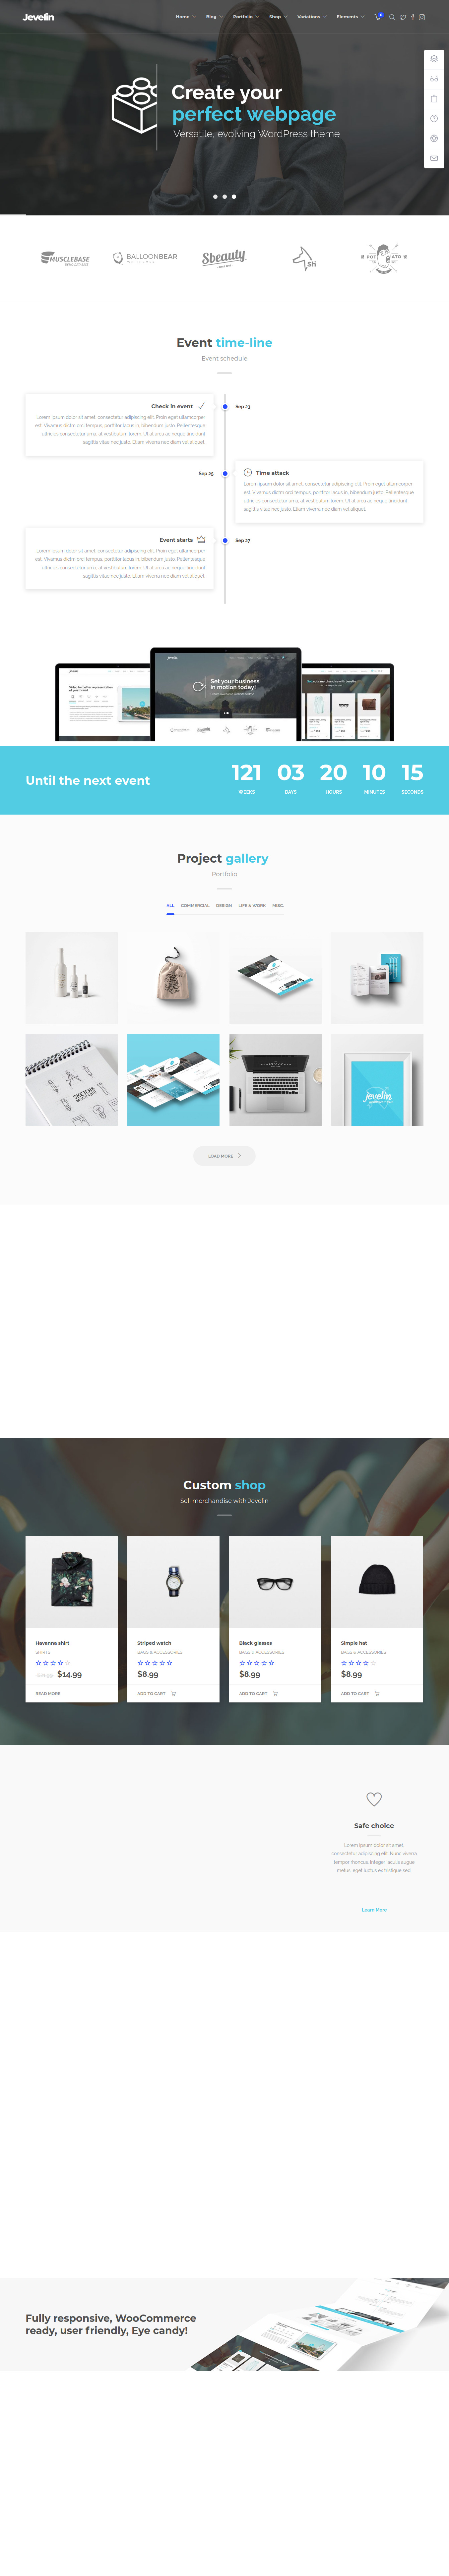 Jevelin
Home Blog Portfolio Shop Variations Elements
Create your
perfect webpage
Versatile, evolving WordPress theme
MUSCLEBASE
BALLOONBEAR
Sbeauty
Sh
POT ATO
Event time-line
Event schedule
Check in event
Sep 23
Lorem ipsum dolor sit amet, consectetur adipiscing elit. Proin eget ullamcorper
est. Vivamus dictm orci tempus, porttitor lacus in, bibendum justo. Pellentesque
ultricies consectetur urna, at vestibulum lorem. Ut at arcu ac neque tincidunt
sagittis vitae nec justo. Etiam viverra nec diam vel aliquet.
Sep 25
Time attack
Lorem ipsum dolor sit amet, consectetur adipiscing elit. Proin eget ullamcorper
est. Vivamus dictm orci tempus, porttitor lacus in, bibendum justo. Pellentesque
ultricies consectetur urna, at vestibulum lorem. Ut at arcu ac neque tincidunt
sagittis vitae nec justo. Etiam viverra nec diam vel aliquet.
Event starts
Sep 27
Lorem ipsum dolor sit amet, consectetur adipiscing elit. Proin eget ullamcorper
est. Vivamus dictm orci tempus, porttitor lacus in, bibendum justo. Pellentesque
ultricies consectetur urna, at vestibulum lorem. Ut at arcu ac neque tincidunt
sagittis vitae nec justo. Etiam viverra nec diam vel aliquet.
Set your business
in motion today!
Until the next event
121 03 20 10 15
WEEKS DAYS HOURS MINUTES SECONDS
Project gallery
Portfolio
ALL COMMERCIAL DESIGN LIFE & WORK MISC
SKETCH
jevelin
LOAD MORE
Custom shop
Sell merchandise with Jevelin
Havanna shirt
SHIRTS
$14.99
READ MORE
Striped watch
BAGS & ACCESSORIES
$8.99
ADD TO CART
Black glasses
BAGS & ACCESSORIES
$8.99
ADD TO CART
Simple hat
BAGS & ACCESSORIES
$8.99
ADD TO CART
Safe choice
Lorem ipsum dolor sit amet,
consectetur adipiscing elit. Nunc viverra
tempor rhoncus. Integer iaculis augue
metus, eget luctus ex tristique sed.
Learn More
Fully responsive, WooCommerce
ready, user friendly, Eye candy!